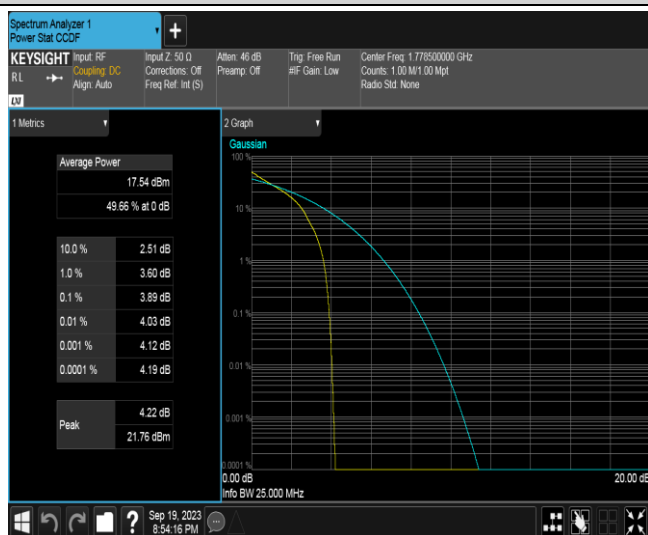 Spectrum Analyzer 1
Power Stat CCDF
KEYSIGHT
RL
LXI
Input: RF
Coupling: DC
Align: Auto
Input Z: 50 Ω
Corrections: Off
Freq Ref: Int (S)
Atten: 46 dB
Preamp: Off
Trig: Free Run
#IF Gain: Low
Center Freq: 1.778500000 GHz
Counts: 1.00 M/1.00 Mpt
Radio Std: None
1 Metrics
Average Power
17.54 dBm
49.66 % at 0 dB
10.0 % 2.51 dB
1.0 % 3.60 dB
0.1 % 3.89 dB
0.01 % 4.03 dB
0.001 % 4.12 dB
0.0001 % 4.19 dB
Peak
4.22 dB
21.76 dBm
2 Graph
Gaussian
100 %
10 %
1 %
0.1 %
0.01 %
0.001 %
0.0001 %
0.00 dB
20.00 dB
Info BW 25.000 MHz
?
Sep 19, 2023
8:54:16 PM